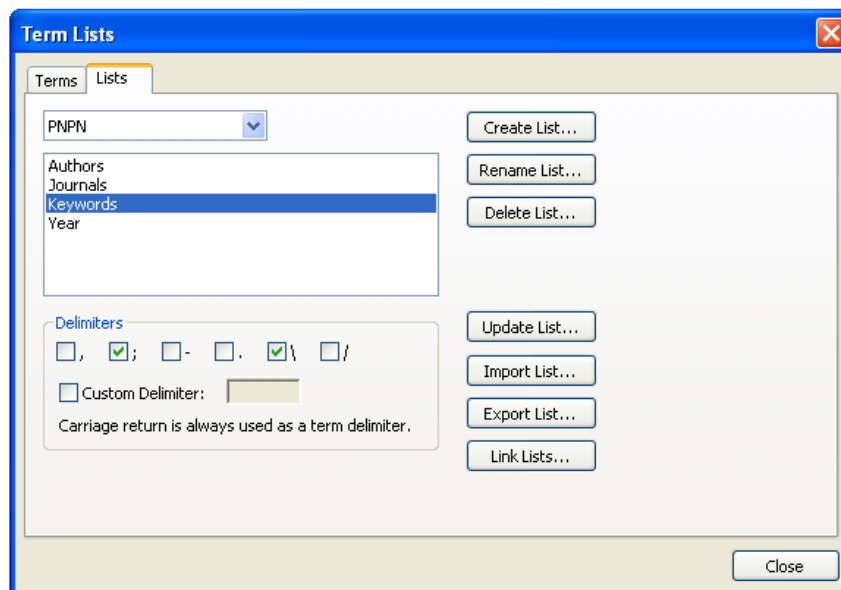 Term Lists
Terms Lists
PNPN
Create List...
Authors
Journals
Keywords
Year
Rename List...
Delete List...
Delimiters
, ; - . \ /
Custom Delimiter:
Carriage return is always used as a term delimiter.
Update List...
Import List...
Export List...
Link Lists...
Close